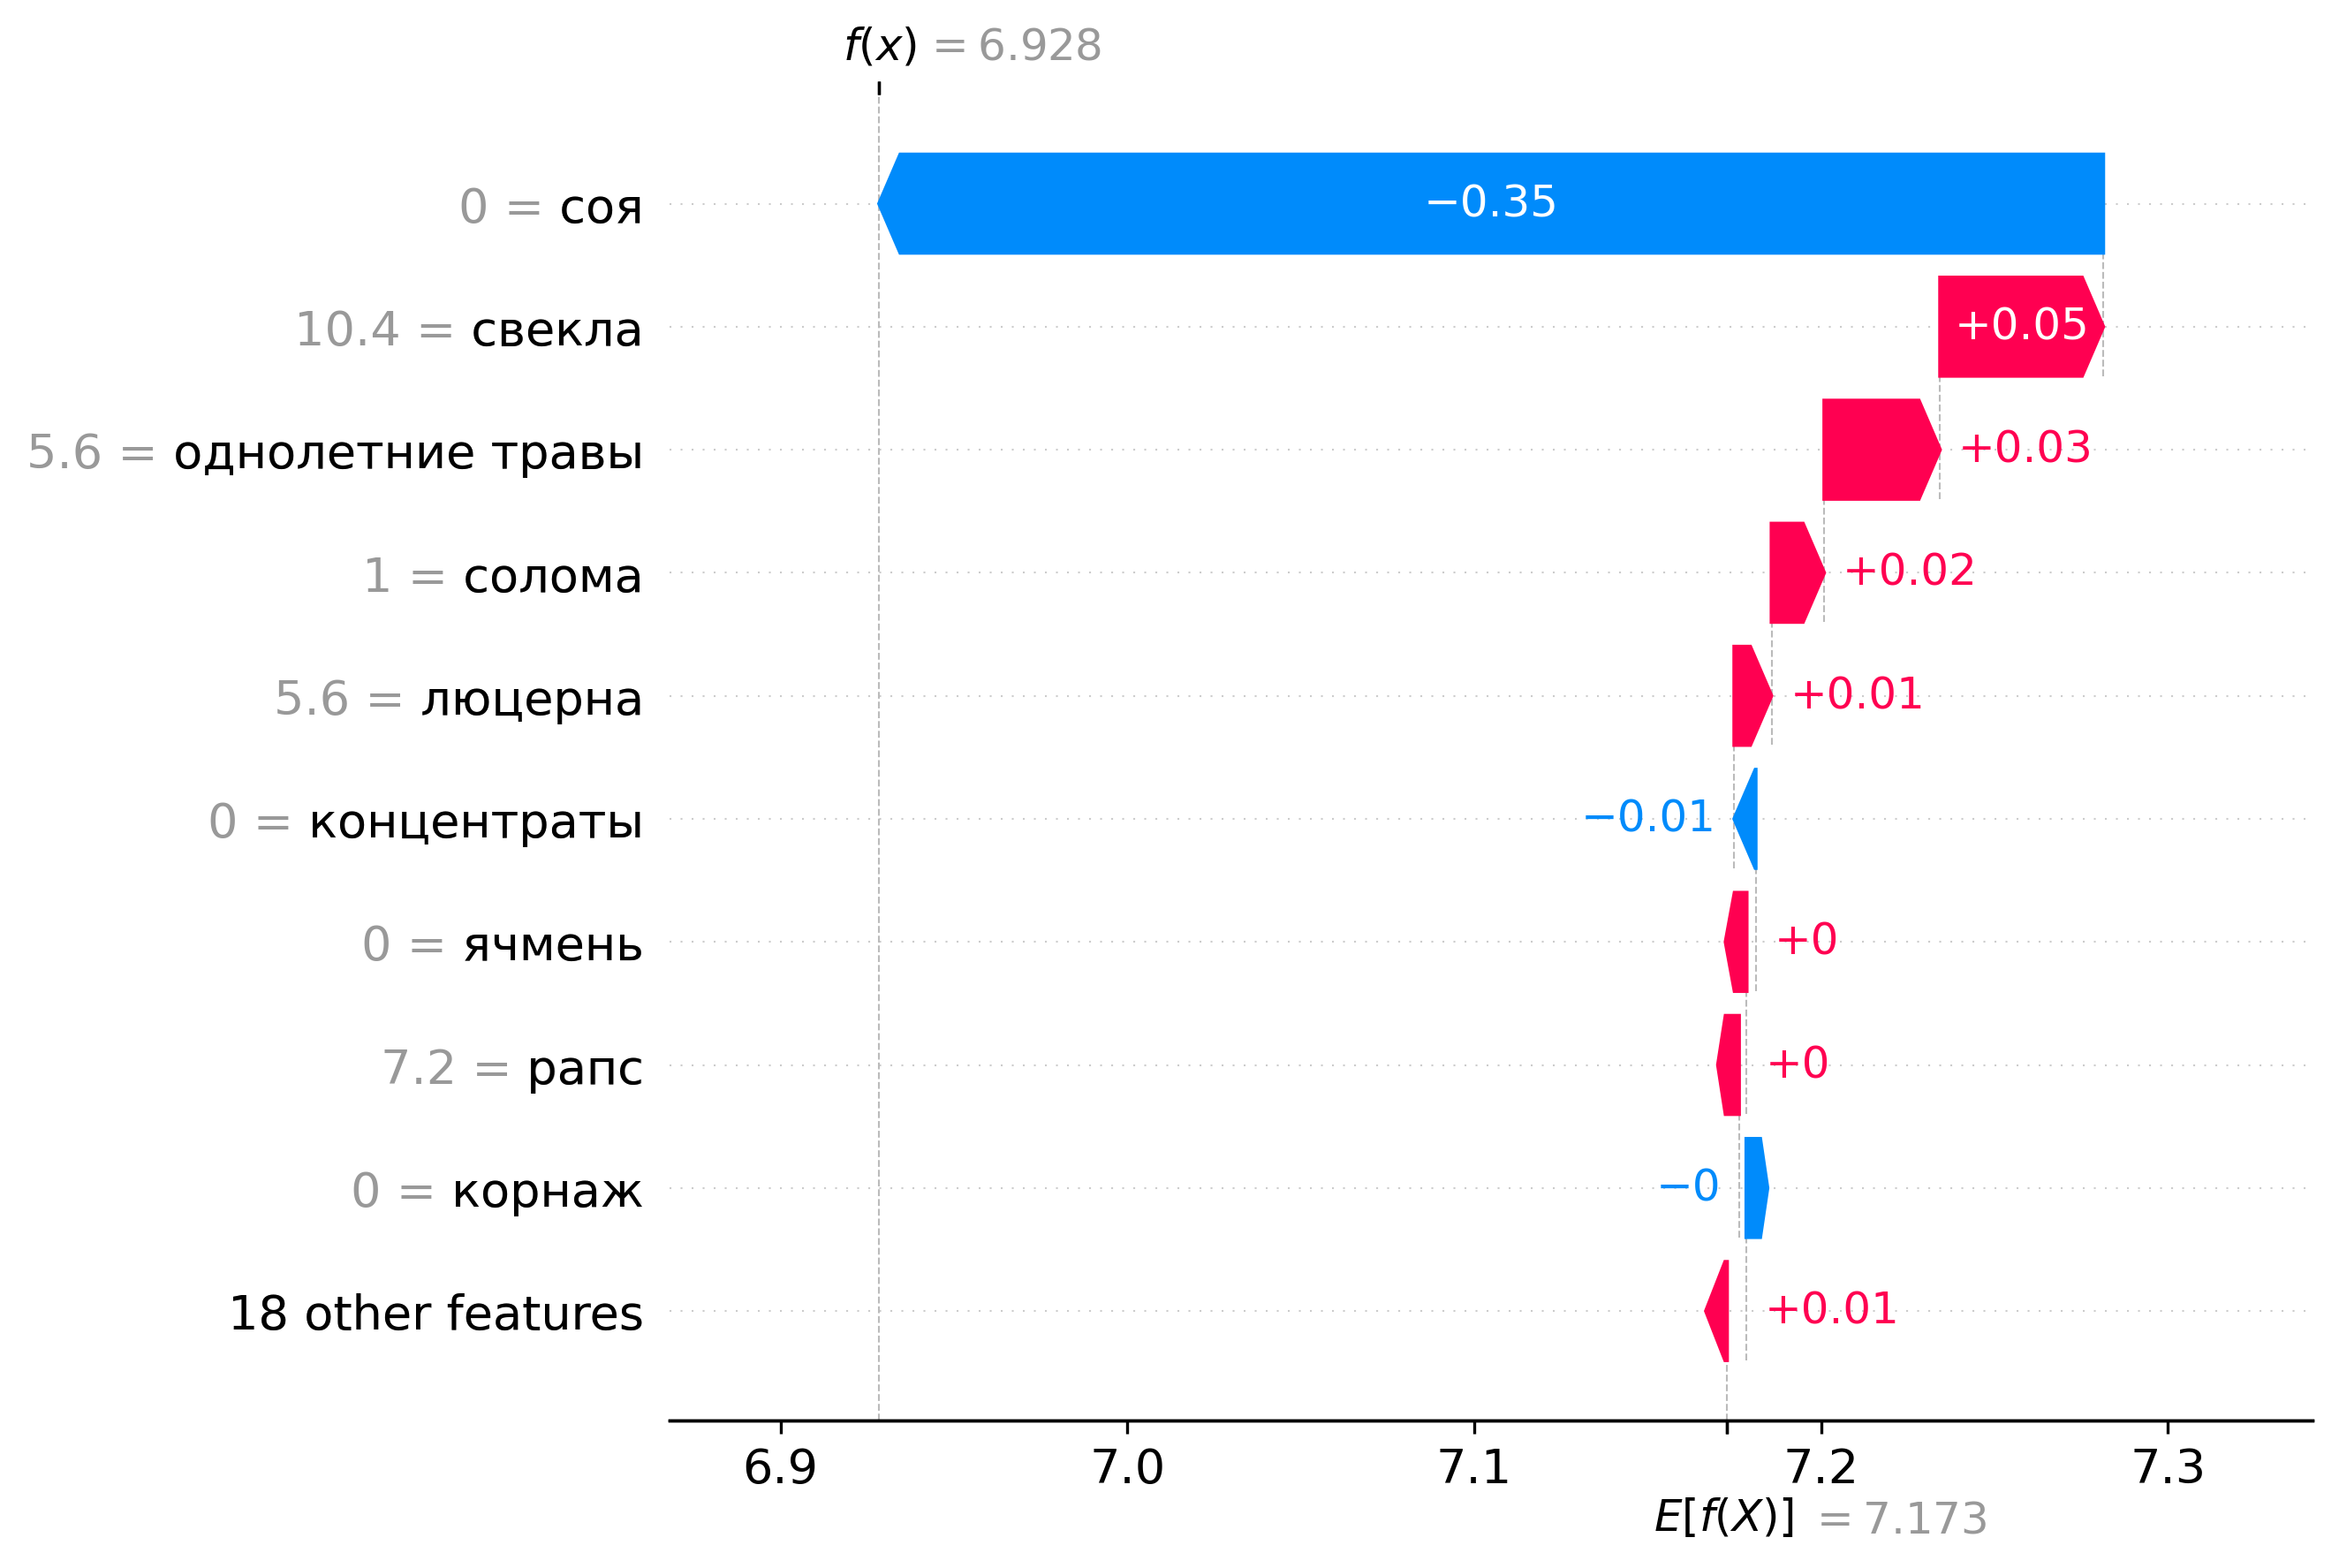 f(x) = 6.928
0 = соя
−0.35
10.4 = свекла
+0.05
5.6 = однолетние травы
+0.03
1 = солома
+0.02
5.6 = люцерна
+0.01
0 = концентраты
−0.01
0 = ячмень
+0
7.2 = рапс
+0
0 = корнаж
−0
18 other features
+0.01
6.9 7.0 7.1 7.2 7.3
E[f(X)] = 7.173